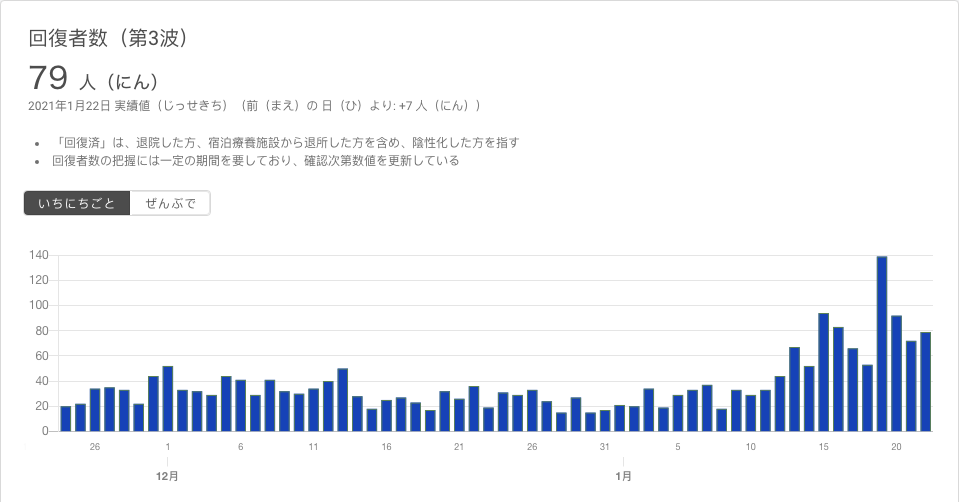 回復者数（第3波）
79 人（にん）
2021年1月22日 実績値（じっせきち）（前（まえ）の 日（ひ）より: +7 人（にん））
• 「回復済」は、退院した方、宿泊療養施設から退所した方を含め、陰性化した方を指す
• 回復者数の把握には一定の期間を要しており、確認次第数値を更新している
いちにちごと ぜんぶで
140
120
100
80
60
40
20
0
26 1 6 11 16 21 26 31 5 10 15 20
12月 1月